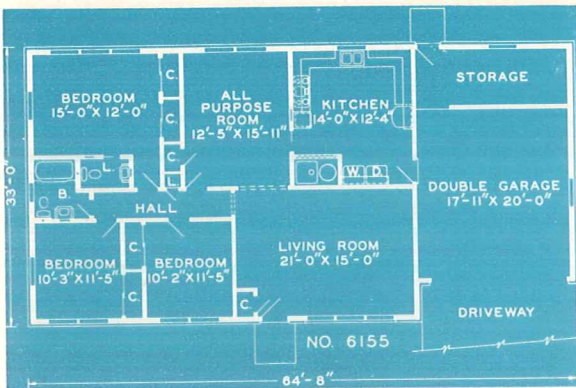 C.
STORAGE
BEDROOM
15'-0" X 12'-0"
ALL
PURPOSE
ROOM
12'-5" X 15'-11"
KITCHEN
14'-0" X 12'-4"
C.
C.
L.
L.
W. D.
B.
DOUBLE GARAGE
17'-11" X 20'-0"
33'-0"
HALL
LIVING ROOM
21'-0" X 15'-0"
C.
BEDROOM
10'-3" X 11'-5"
BEDROOM
10'-2" X 11'-5"
C.
C.
DRIVEWAY
NO. 6155
64'-8"